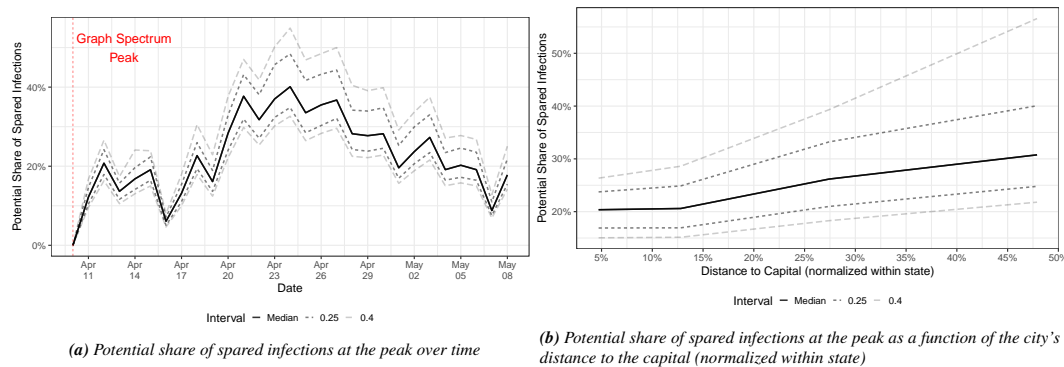 Potential Share of Spared Infections
40%
20%
0%
Graph Spectrum
Peak
Apr 11
Apr 14
Apr 17
Apr 20
Apr 23
Apr 26
Apr 29
May 02
May 05
May 08
Date
Interval Median 0.25 0.4
(a) Potential share of spared infections at the peak over time
Potential Share of Spared Infections
50%
40%
30%
20%
5% 10% 15% 20% 25% 30% 35% 40% 45% 50%
Distance to Capital (normalized within state)
Interval Median 0.25 0.4
(b) Potential share of spared infections at the peak as a function of the city's
distance to the capital (normalized within state)